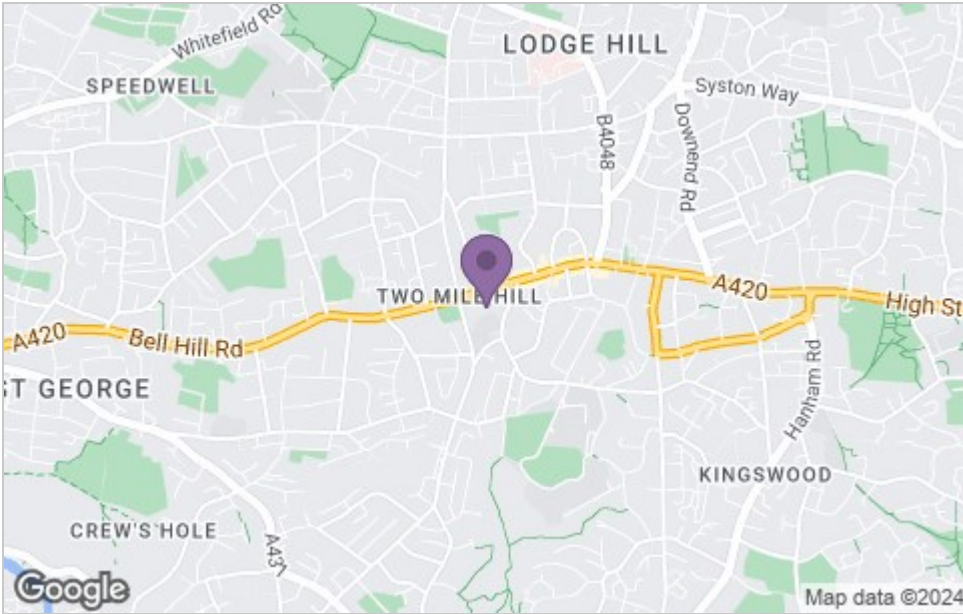 Whitefield Ro
LODGE HILL
SPEEDWELL
Syston Way
B4048
Downend Rd
TWO MILE HILL
A420
High St
A420
Bell Hill Rd
ST GEORGE
Hanham Rd
KINGSWOOD
CREW'S HOLE
A431
Google
Map data ©2024